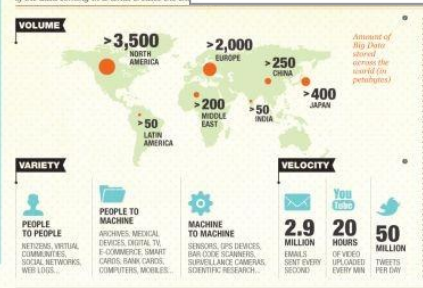 VOLUME
>3,500
NORTH
AMERICA
>2,000
EUROPE
>250
CHINA
>400
JAPAN
>200
MIDDLE
EAST
>50
INDIA
>50
LATIN
AMERICA
Amount of
Big Data
stored
across the
world (in
petabytes)
VARIETY
PEOPLE
TO PEOPLE
NETIZENS, VIRTUAL
COMMUNITIES,
SOCIAL NETWORKS,
WEB LOGS...
PEOPLE TO
MACHINE
ARCHIVES, MEDICAL
DEVICES, DIGITAL TV,
E-COMMERCE, SMART
CARDS, BANK CARDS,
COMPUTERS, MOBILES...
MACHINE
TO MACHINE
SENSORS, GPS DEVICES,
BAR CODE SCANNERS,
SURVEILLANCE CAMERAS,
SCIENTIFIC RESEARCH...
VELOCITY
2.9
MILLION
EMAILS
SENT EVERY
SECOND
You
Tube
20
HOURS
OF VIDEO
UPLOADED
EVERY MIN
50
MILLION
TWEETS
PER DAY